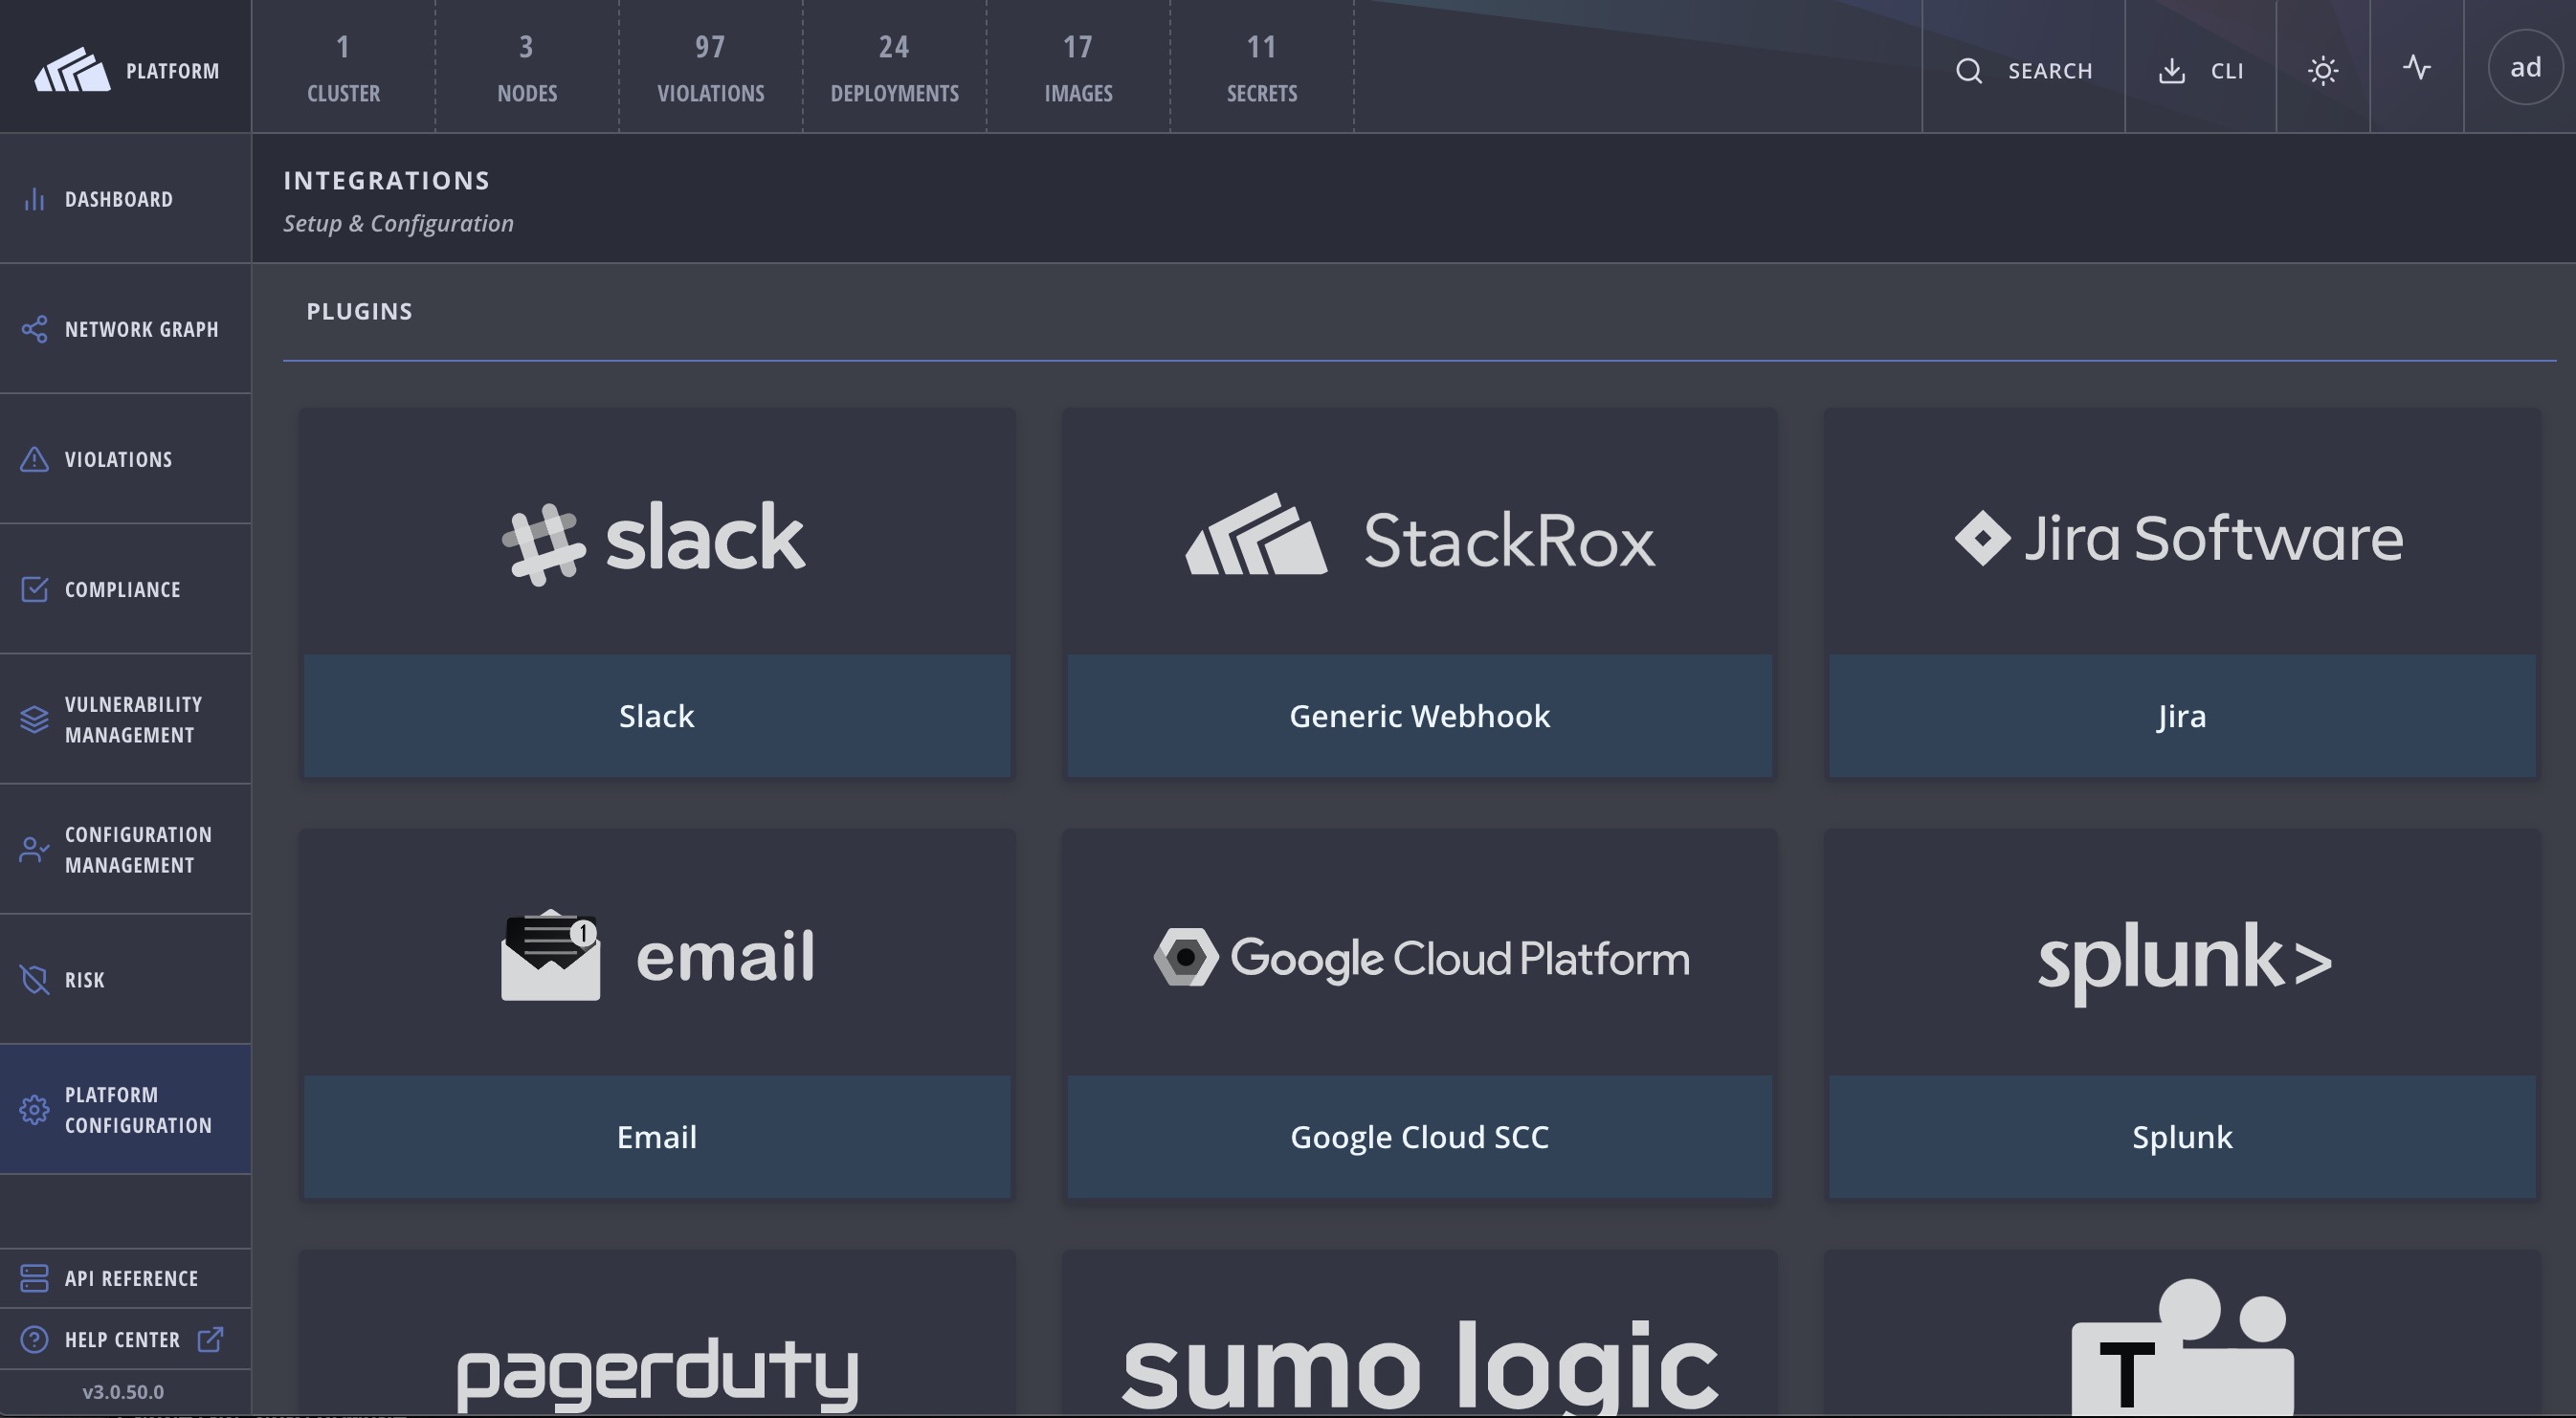 PLATFORM
1
CLUSTER
3
NODES
97
VIOLATIONS
24
DEPLOYMENTS
17
IMAGES
11
SECRETS
SEARCH
CLI
ad
DASHBOARD
NETWORK GRAPH
VIOLATIONS
COMPLIANCE
VULNERABILITY
MANAGEMENT
CONFIGURATION
MANAGEMENT
RISK
PLATFORM
CONFIGURATION
API REFERENCE
HELP CENTER
v3.0.50.0
INTEGRATIONS
Setup & Configuration
PLUGINS
slack
Slack
StackRox
Generic Webhook
Jira Software
Jira
1
email
Email
Google Cloud Platform
Google Cloud SCC
splunk>
Splunk
pagerduty
sumo logic
T